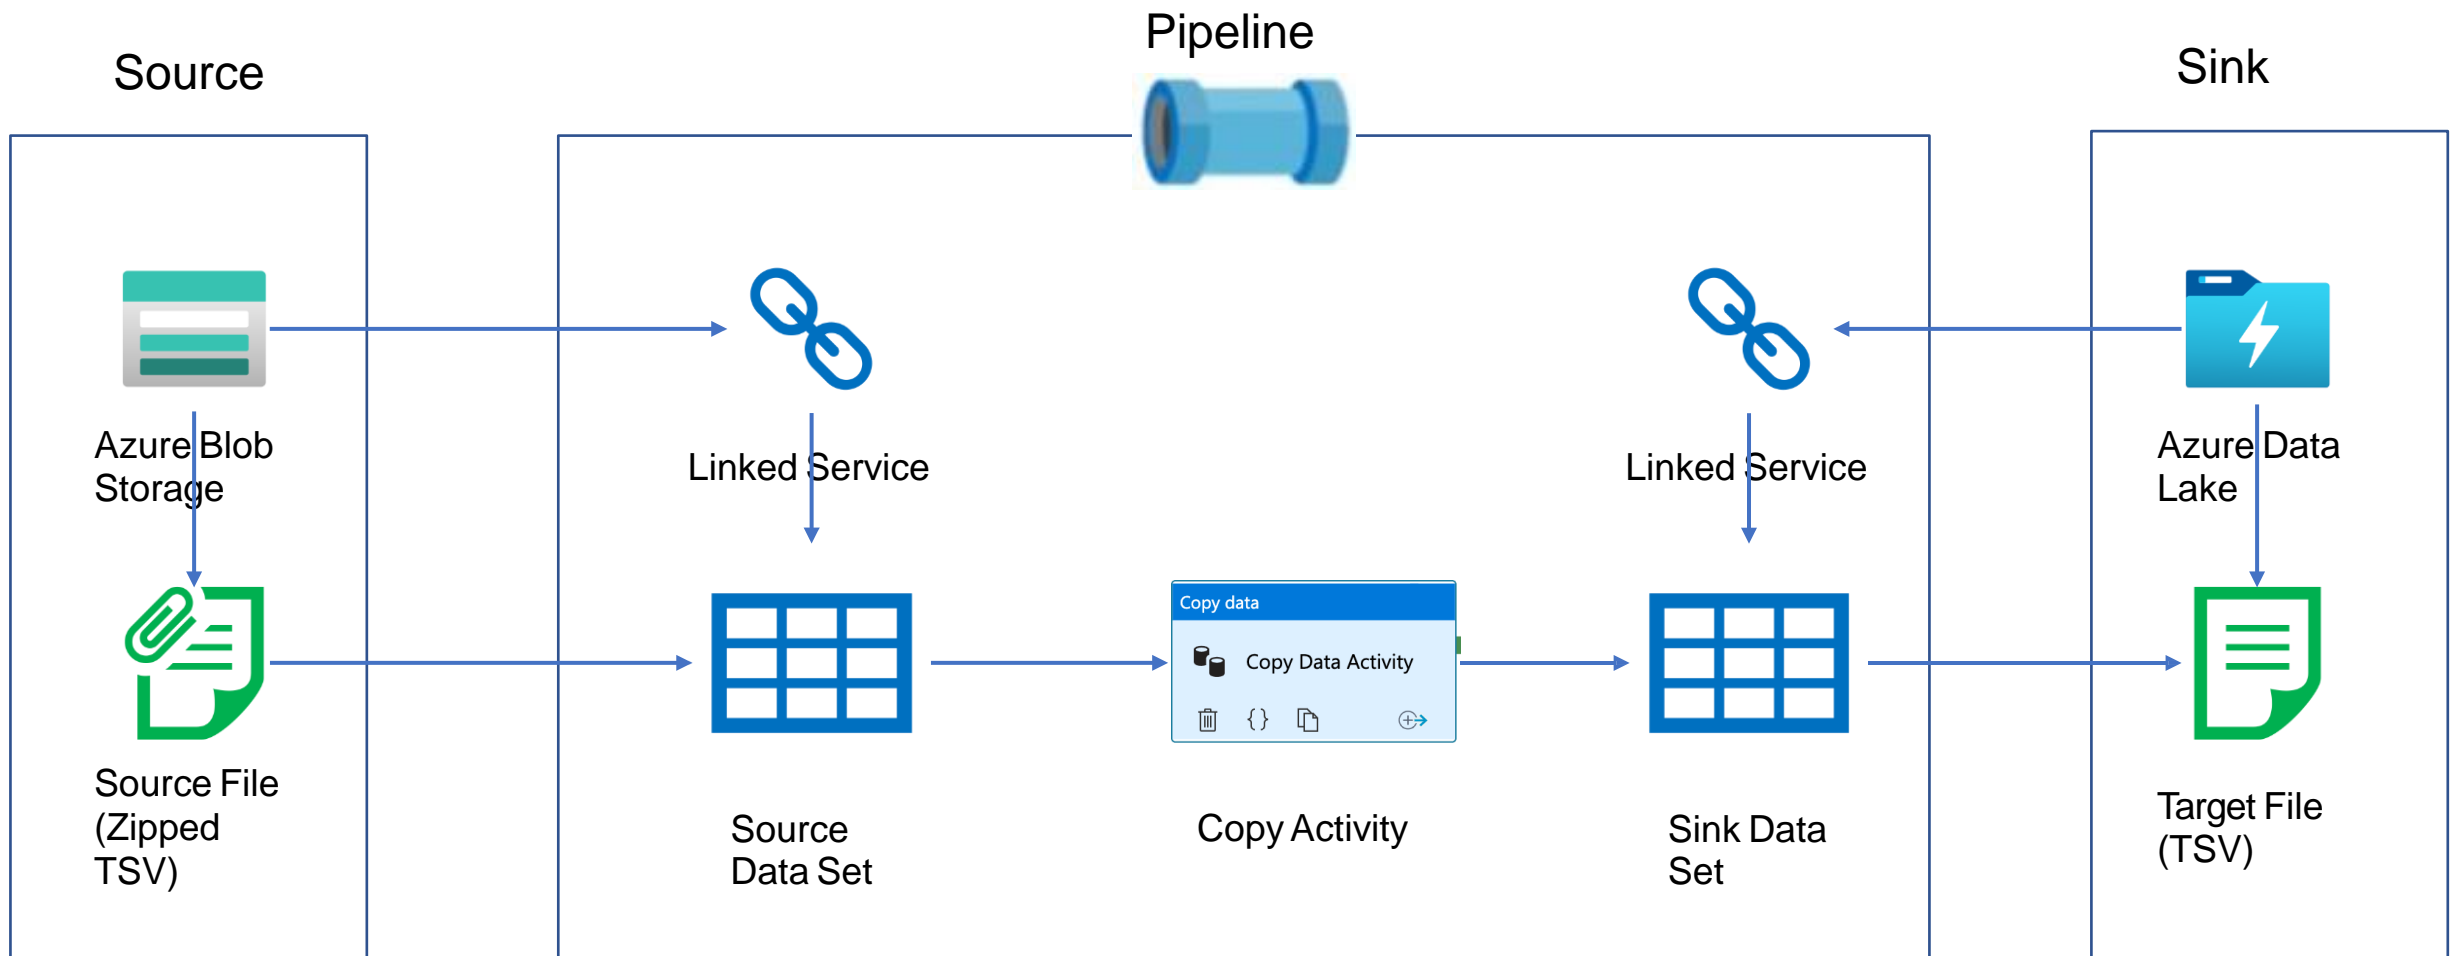 Pipeline
Source
Sink
Azure Blob
Storage
Linked Service
Linked Service
Azure Data
Lake
Copy data
Copy Data Activity
{}
Source File
(Zipped
TSV)
Source
Data Set
Copy Activity
Sink Data
Set
Target File
(TSV)